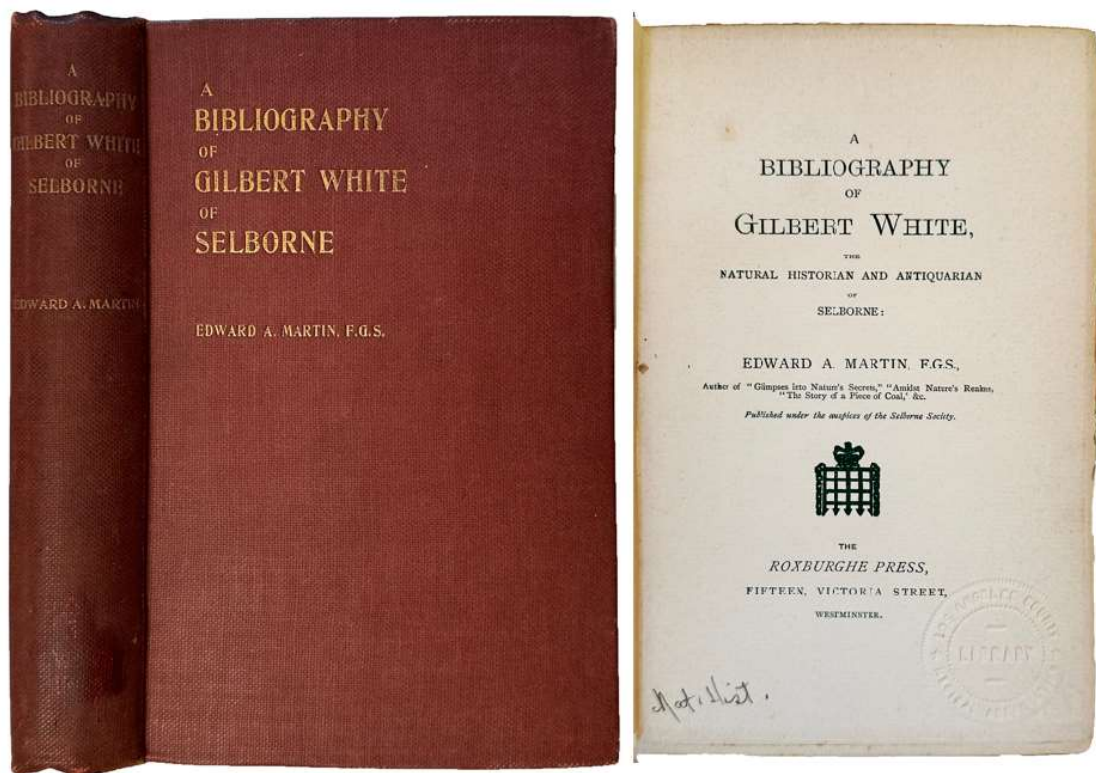 A
BIBLIOGRAPHY
OF
GILBERT WHITE
OF
SELBORNE
EDWARD A. MARTIN
A
BIBLIOGRAPHY
OF
GILBERT WHITE
OF
SELBORNE
EDWARD A. MARTIN, F.G.S.
A
BIBLIOGRAPHY
OF
GILBERT WHITE,
THE
NATURAL HISTORIAN AND ANTIQUARIAN
OF
SELBORNE:
EDWARD A. MARTIN, F.G.S.,
Author of "Glimpses into Nature's Secrets," "Amidst Nature's Realms,
"The Story of a Piece of Coal,' &c.
Published under the auspices of the Selborne Society.
THE
ROXBURGHE PRESS,
FIFTEEN, VICTORIA STREET,
WESTMINSTER.
LOS ANGELES COUNTY
LIBRARY
Nat. Hist.